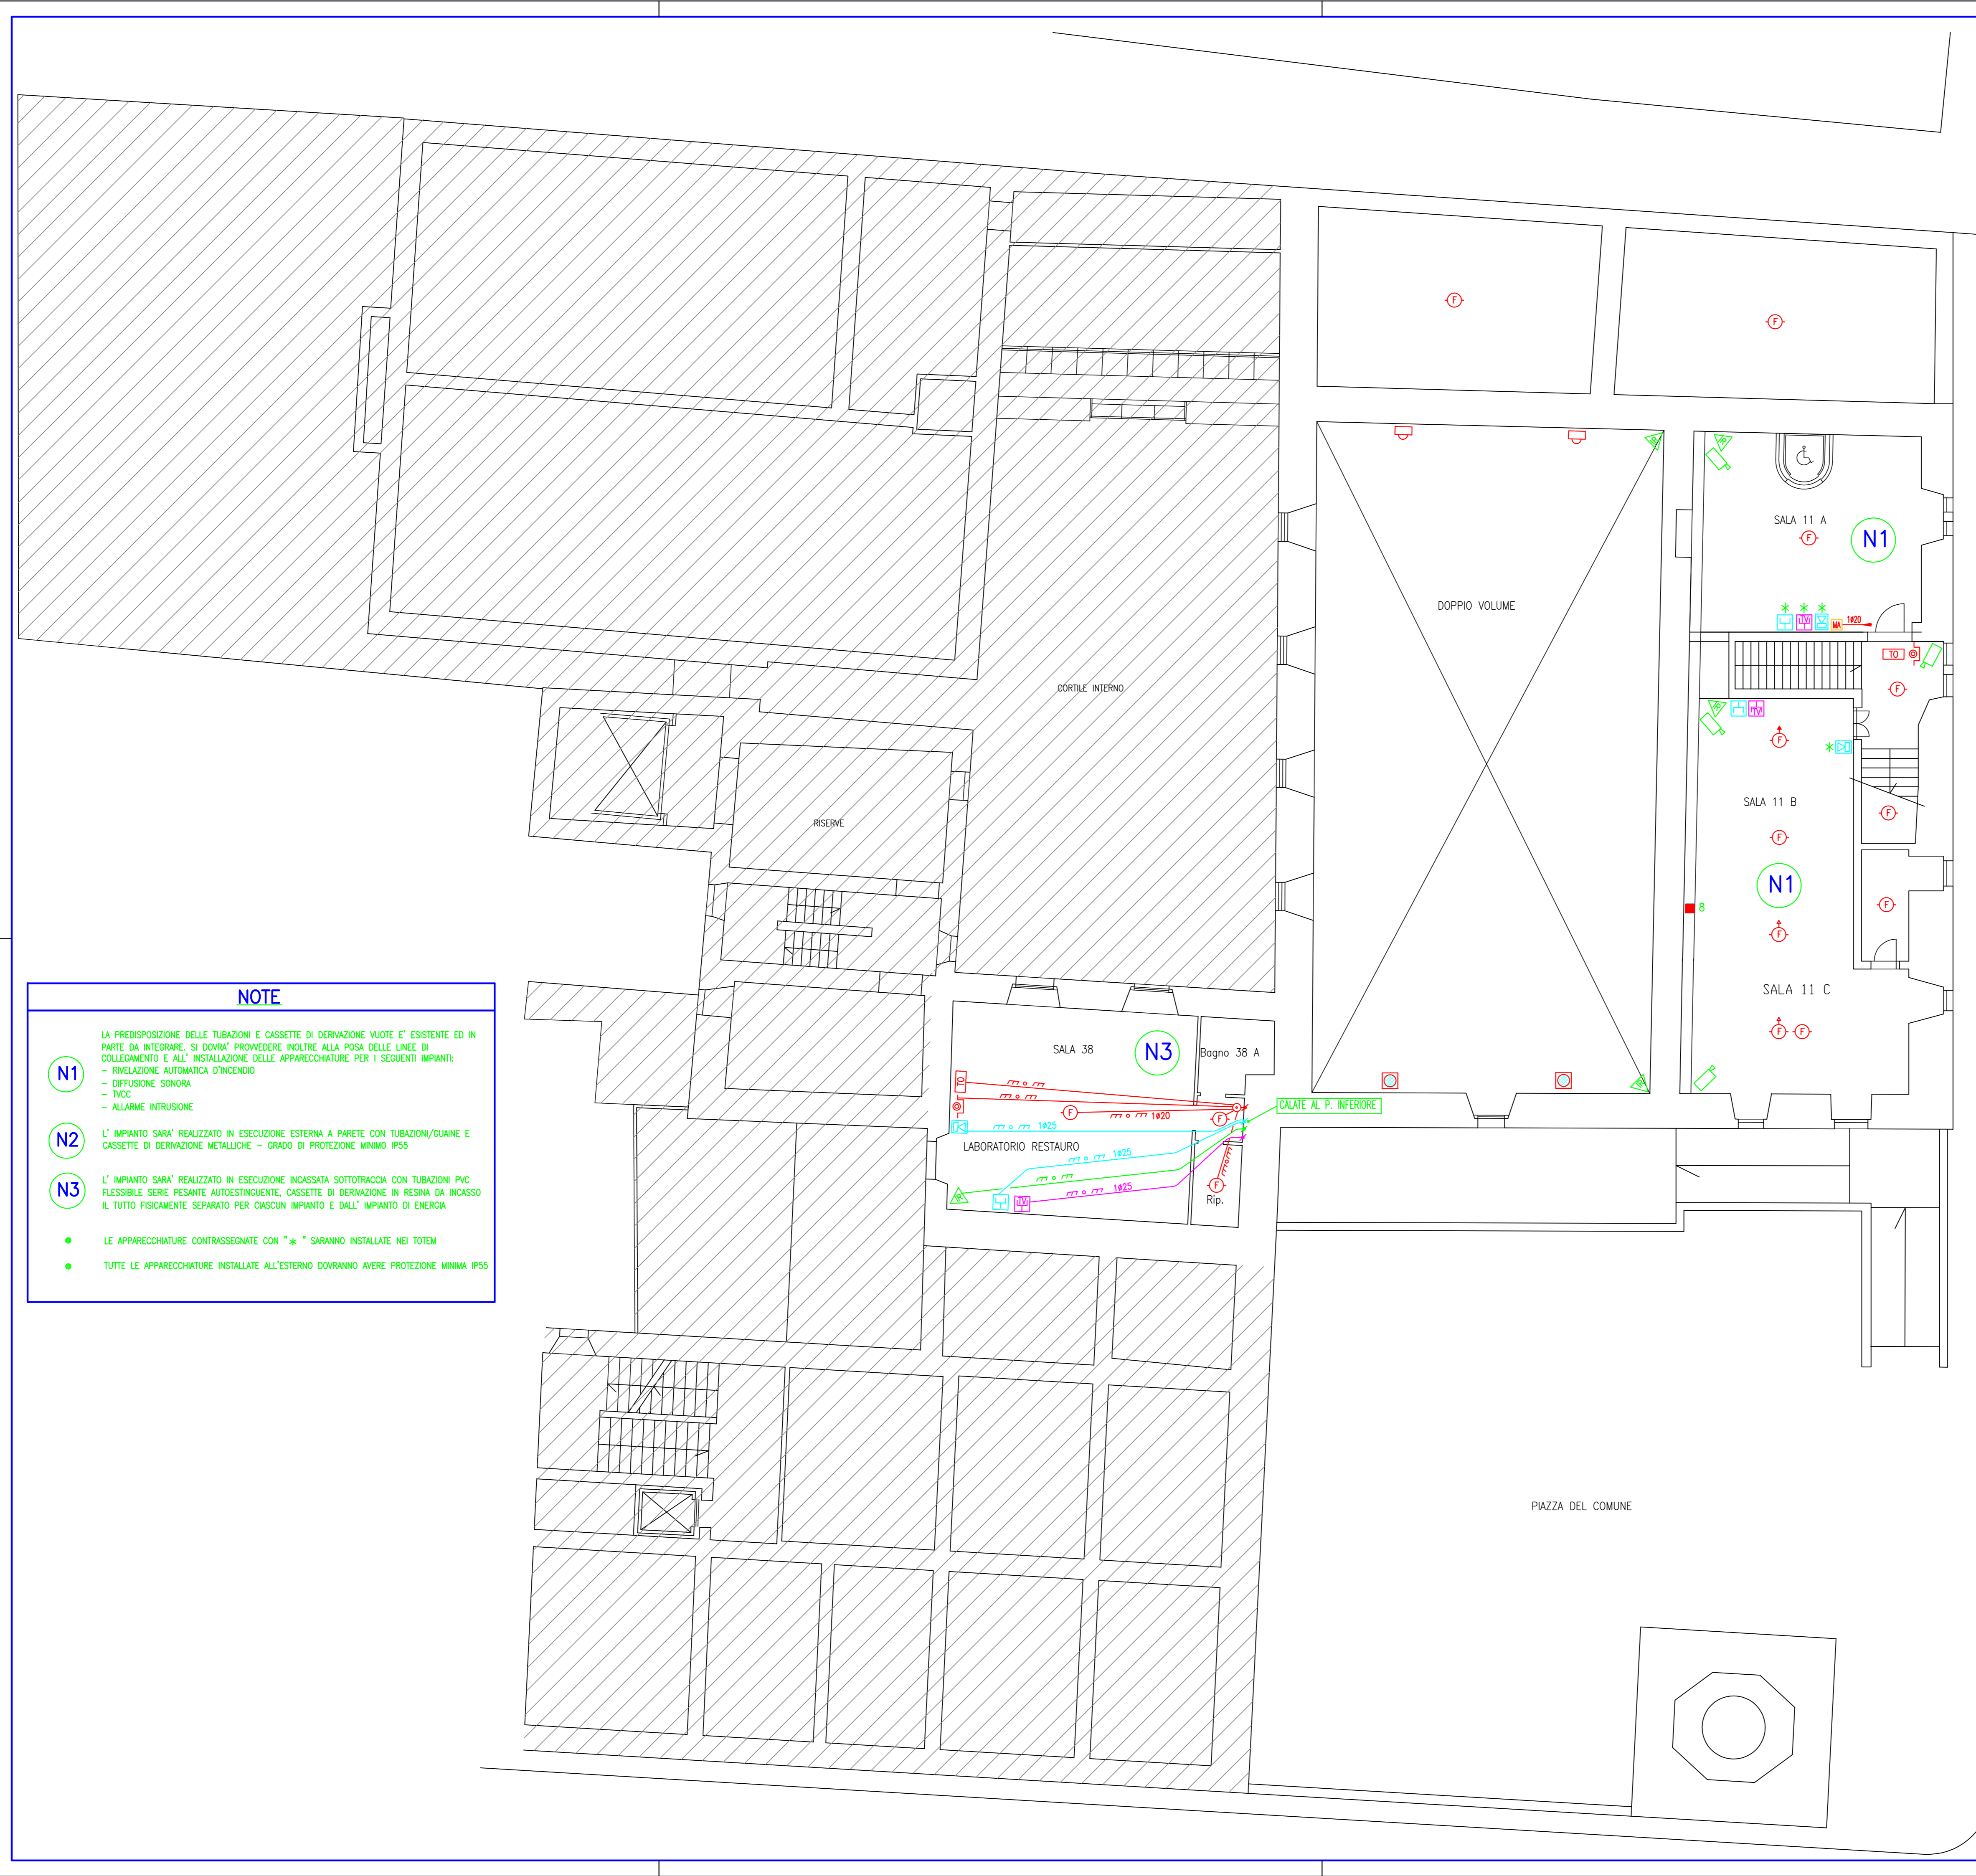 F
F
SALA 11 A
F
N1
DOPPIO VOLUME
TV
MA
1ø20
TO
CORTILE INTERNO
F
TV
F
SALA 11 B
F
F
RISERVE
F
N1
F
8
F
SALA 11 C
F
F
NOTE
N1
LA PREDISPOSIZIONE DELLE TUBAZIONI E CASSETTE DI DERIVAZIONE VUOTE E' ESISTENTE ED IN
PARTE DA INTEGRARE. SI DOVRA' PROVVEDERE INOLTRE ALLA POSA DELLE LINEE DI
COLLEGAMENTO E ALL' INSTALLAZIONE DELLE APPARECCHIATURE PER I SEGUENTI IMPIANTI:
- RIVELAZIONE AUTOMATICA D'INCENDIO
- DIFFUSIONE SONORA
- TVCC
- ALLARME INTRUSIONE
N2
L' IMPIANTO SARA' REALIZZATO IN ESECUZIONE ESTERNA A PARETE CON TUBAZIONI/GUAINE E
CASSETTE DI DERIVAZIONE METALLICHE - GRADO DI PROTEZIONE MINIMO IP55
N3
L' IMPIANTO SARA' REALIZZATO IN ESECUZIONE INCASSATA SOTTOTRACCIA CON TUBAZIONI PVC
FLESSIBILE SERIE PESANTE AUTOESTINGUENTE, CASSETTE DI DERIVAZIONE IN RESINA DA INCASSO
IL TUTTO FISICAMENTE SEPARATO PER CIASCUN IMPIANTO E DALL' IMPIANTO DI ENERGIA
● LE APPARECCHIATURE CONTRASSEGNATE CON "* " SARANNO INSTALLATE NEI TOTEM
● TUTTE LE APPARECCHIATURE INSTALLATE ALL'ESTERNO DOVRANNO AVERE PROTEZIONE MINIMA IP55
SALA 38
N3
Bagno 38 A
TO
F
1ø20
F
CALATE AL P. INFERIORE
1ø25
LABORATORIO RESTAURO
1ø25
F
TV
1ø25
Rip.
PIAZZA DEL COMUNE